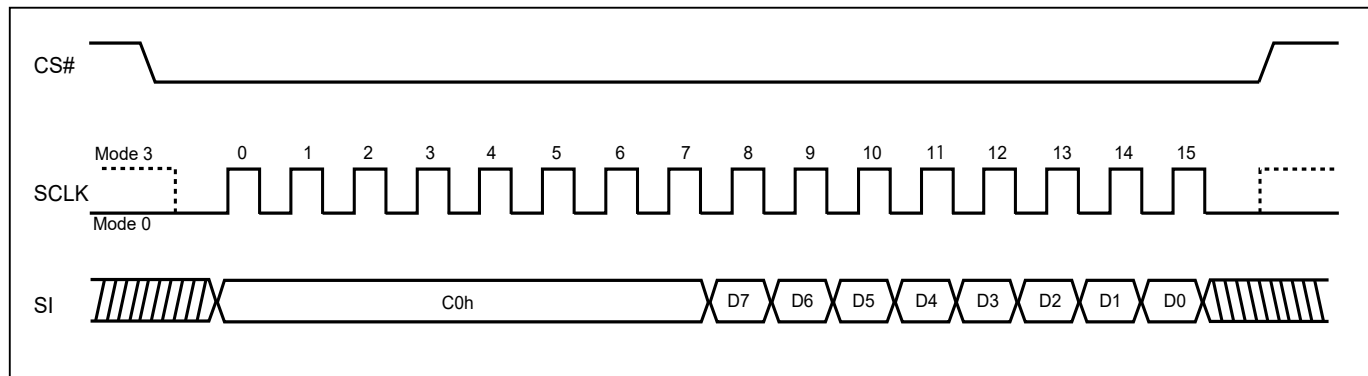 CS#
Mode 3
0 1 2 3 4 5 6 7 8 9 10 11 12 13 14 15
SCLK
Mode 0
SI
C0h D7 D6 D5 D4 D3 D2 D1 D0